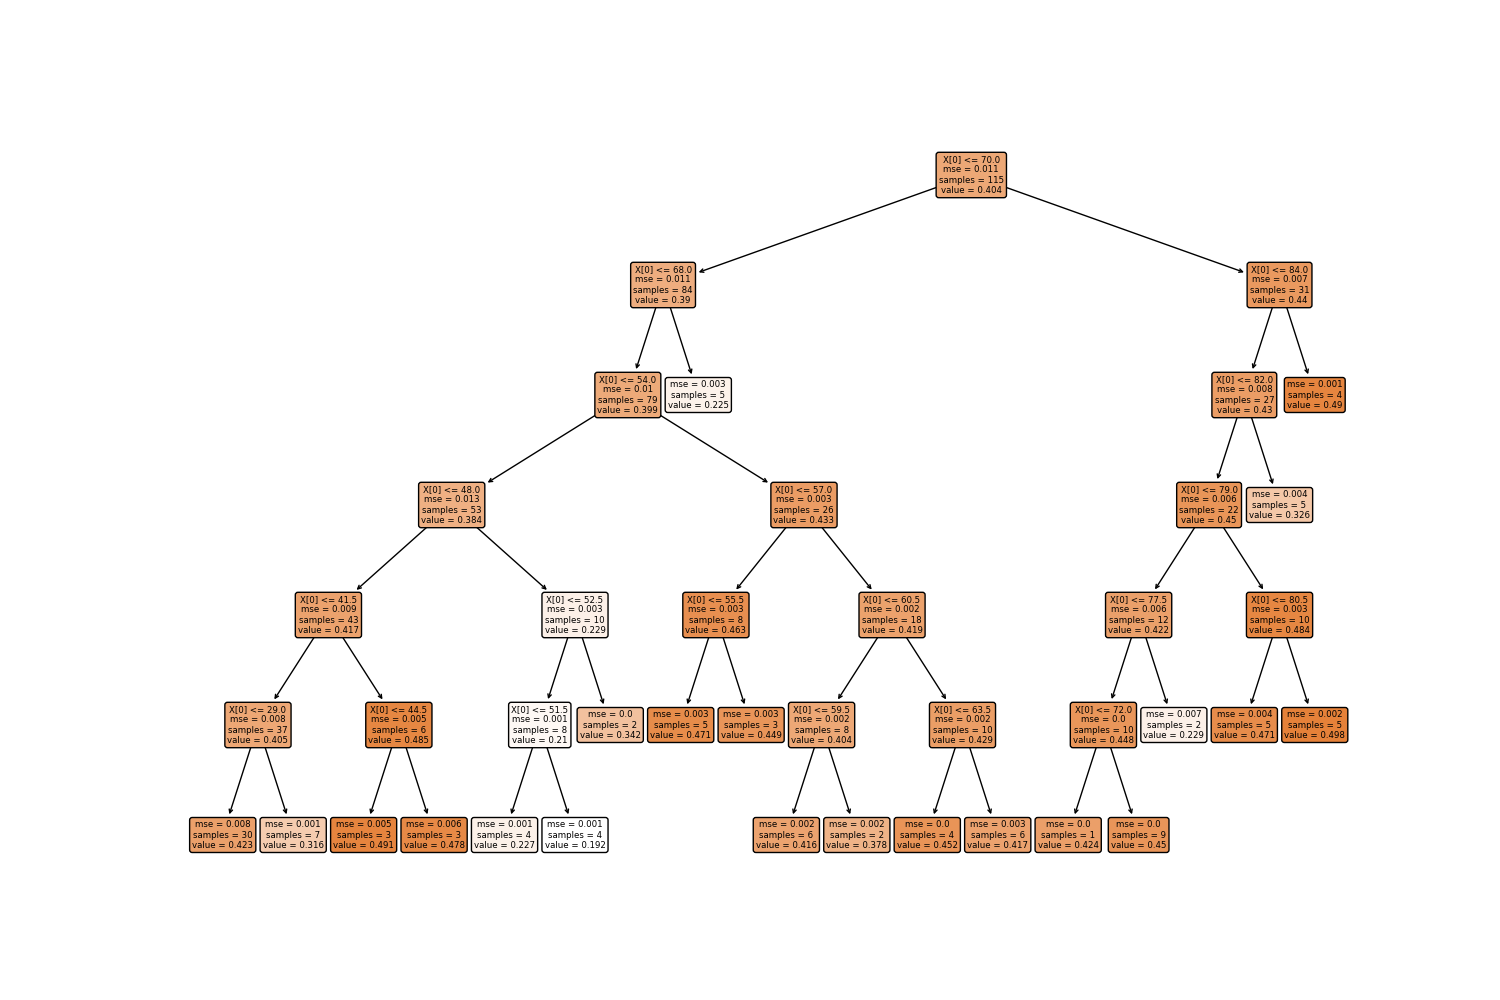 X[0] <= 70.0
mse = 0.011
samples = 115
value = 0.404
X[0] <= 68.0
mse = 0.011
samples = 84
value = 0.39
X[0] <= 84.0
mse = 0.007
samples = 31
value = 0.44
X[0] <= 54.0
mse = 0.01
samples = 79
value = 0.399
mse = 0.003
samples = 5
value = 0.225
X[0] <= 82.0
mse = 0.008
samples = 27
value = 0.43
mse = 0.001
samples = 4
value = 0.49
X[0] <= 48.0
mse = 0.013
samples = 53
value = 0.384
X[0] <= 57.0
mse = 0.003
samples = 26
value = 0.433
X[0] <= 79.0
mse = 0.006
samples = 22
value = 0.45
mse = 0.004
samples = 5
value = 0.326
X[0] <= 41.5
mse = 0.009
samples = 43
value = 0.417
X[0] <= 52.5
mse = 0.003
samples = 10
value = 0.229
X[0] <= 55.5
mse = 0.003
samples = 8
value = 0.463
X[0] <= 60.5
mse = 0.002
samples = 18
value = 0.419
X[0] <= 77.5
mse = 0.006
samples = 12
value = 0.422
X[0] <= 80.5
mse = 0.003
samples = 10
value = 0.484
X[0] <= 29.0
mse = 0.008
samples = 37
value = 0.405
X[0] <= 44.5
mse = 0.005
samples = 6
value = 0.485
X[0] <= 51.5
mse = 0.001
samples = 8
value = 0.21
mse = 0.0
samples = 2
value = 0.342
mse = 0.003
samples = 5
value = 0.471
mse = 0.003
samples = 3
value = 0.449
X[0] <= 59.5
mse = 0.002
samples = 8
value = 0.404
X[0] <= 63.5
mse = 0.002
samples = 10
value = 0.429
X[0] <= 72.0
mse = 0.0
samples = 10
value = 0.448
mse = 0.007
samples = 2
value = 0.229
mse = 0.004
samples = 5
value = 0.471
mse = 0.002
samples = 5
value = 0.498
mse = 0.008
samples = 30
value = 0.423
mse = 0.001
samples = 7
value = 0.316
mse = 0.005
samples = 3
value = 0.491
mse = 0.006
samples = 3
value = 0.478
mse = 0.001
samples = 4
value = 0.227
mse = 0.001
samples = 4
value = 0.192
mse = 0.002
samples = 6
value = 0.416
mse = 0.002
samples = 2
value = 0.378
mse = 0.0
samples = 4
value = 0.452
mse = 0.003
samples = 6
value = 0.417
mse = 0.0
samples = 1
value = 0.424
mse = 0.0
samples = 9
value = 0.45